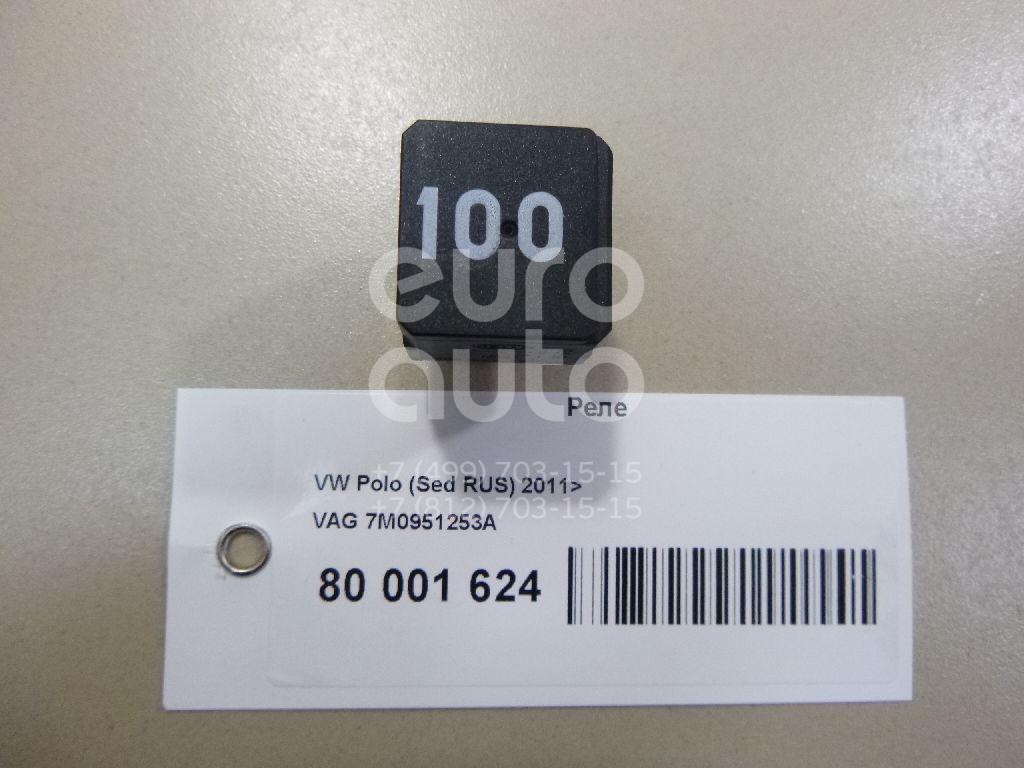 100
euro
auto
Реле
+7 (499) 703-15-15
VW Polo (Sed RUS) 2011>
+7 (812) 703-15-15
VAG 7M0951253A
80 001 624